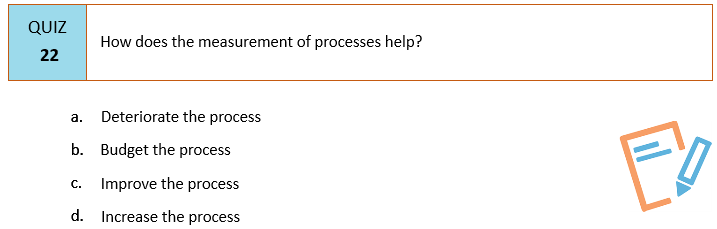 QUIZ
22
How does the measurement of processes help?
a. Deteriorate the process
b. Budget the process
c. Improve the process
d. Increase the process